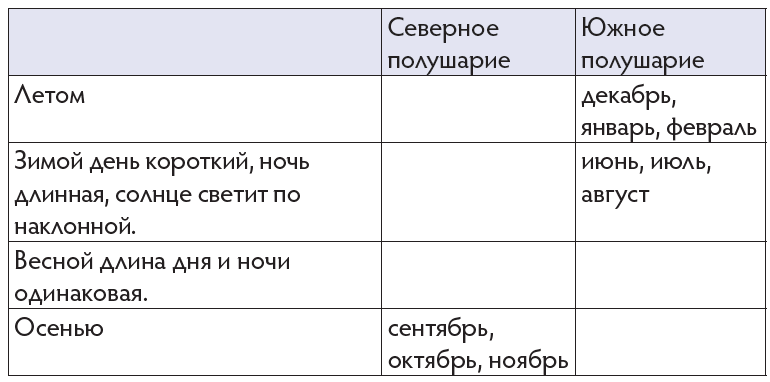 Северное
полушарие
Южное
полушарие
Летом
декабрь,
январь, февраль
Зимой день короткий, ночь
длинная, солнце светит по
наклонной.
июнь, июль,
август
Весной длина дня и ночи
одинаковая.
Осенью
сентябрь,
октябрь, ноябрь